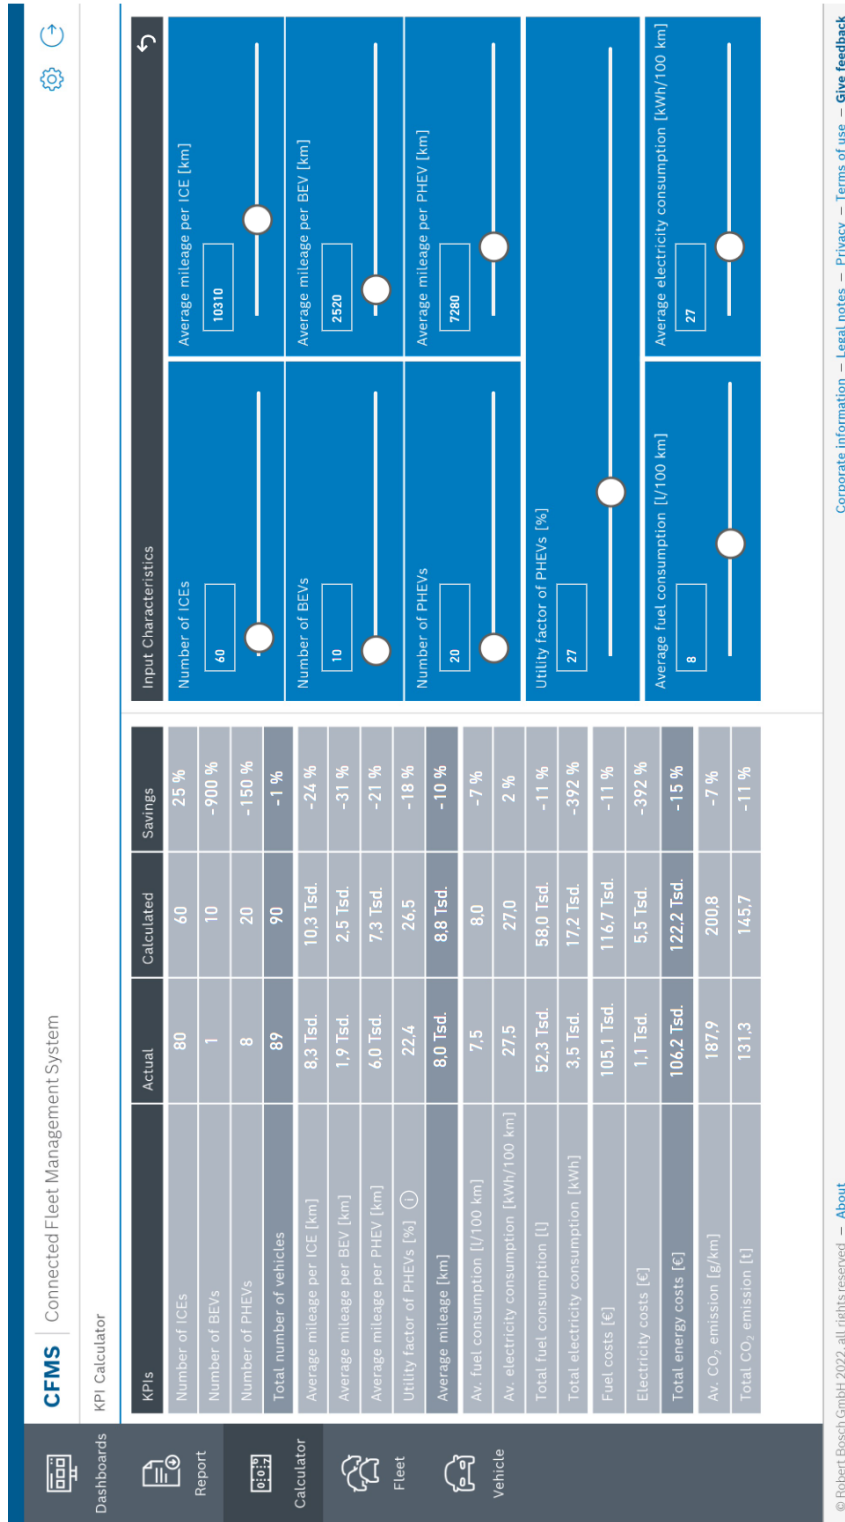 CFMS Connected Fleet Management System
Dashboards
Report
Calculator
Fleet
Vehicle
KPI Calculator
KPIs Actual Calculated Savings
Number of ICEs 80 60 25 %
Number of BEVs 1 10 -900 %
Number of PHEVs 8 20 -150 %
Total number of vehicles 89 90 -1 %
Average mileage per ICE [km] 8,3 Tsd. 10,3 Tsd. -24 %
Average mileage per BEV [km] 1,9 Tsd. 2,5 Tsd. -31 %
Average mileage per PHEV [km] 6,0 Tsd. 7,3 Tsd. -21 %
Utility factor of PHEVs [%] i 22,4 26,5 -18 %
Average mileage [km] 8,0 Tsd. 8,8 Tsd. -10 %
Av. fuel consumption [l/100 km] 7,5 8,0 -7 %
Av. electricity consumption [kWh/100 km] 27,5 27,0 2 %
Total fuel consumption [l] 52,3 Tsd. 58,0 Tsd. -11 %
Total electricity consumption [kWh] 3,5 Tsd. 17,2 Tsd. -392 %
Fuel costs [€] 105,1 Tsd. 116,7 Tsd. -11 %
Electricity costs [€] 1,1 Tsd. 5,5 Tsd. -392 %
Total energy costs [€] 106,2 Tsd. 122,2 Tsd. -15 %
Av. CO₂ emission [g/km] 187,9 200,8 -7 %
Total CO₂ emission [t] 131,3 145,7 -11 %
Input Characteristics
Number of ICEs
60
Average mileage per ICE [km]
10310
Number of BEVs
10
Average mileage per BEV [km]
2520
Number of PHEVs
20
Average mileage per PHEV [km]
7280
Utility factor of PHEVs [%]
27
Average fuel consumption [l/100 km]
8
Average electricity consumption [kWh/100 km]
27
© Robert Bosch GmbH 2022, all rights reserved – About
Corporate information – Legal notes – Privacy – Terms of use – Give feedback